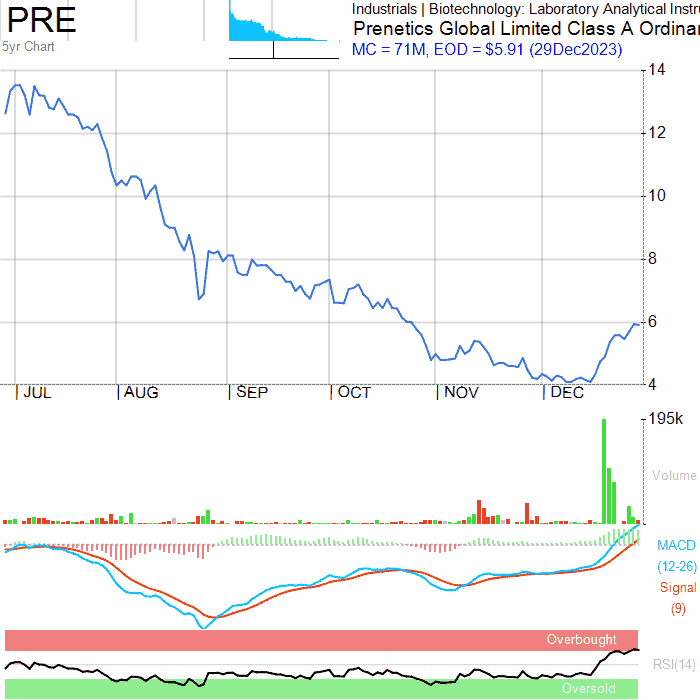 PRE
5yr Chart
Industrials | Biotechnology: Laboratory Analytical Instru
Prenetics Global Limited Class A Ordinar
MC = 71M, EOD = $5.91 (29Dec2023)
14
12
10
8
6
4
JUL AUG SEP OCT NOV DEC
195k
Volume
MACD
(12-26)
Signal
(9)
Overbought
RSI(14)
Oversold